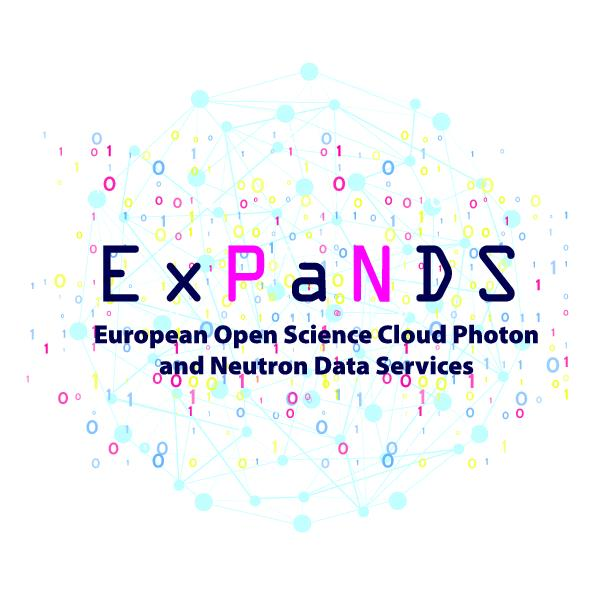 ExPaNDS
European Open Science Cloud Photon
and Neutron Data Services